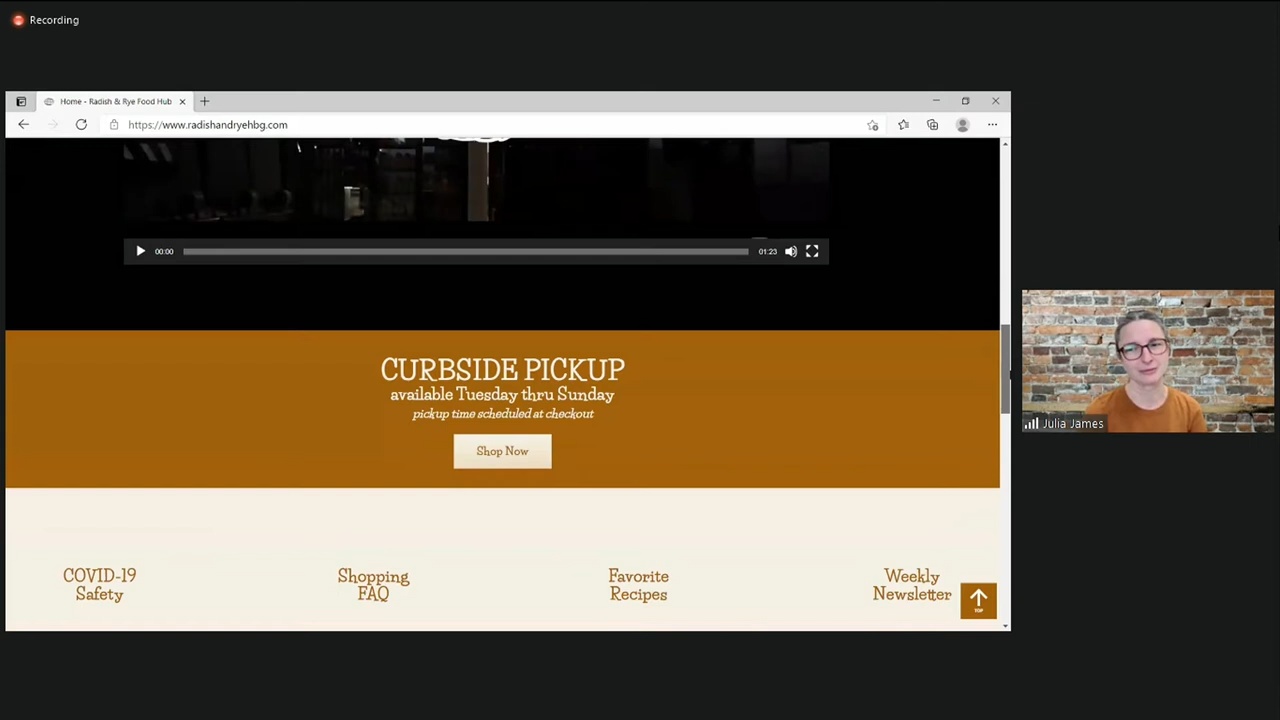 Recording
Home - Radish & Rye Food Hub
https://www.radishandryehbg.com
00:00
01:23
CURBSIDE PICKUP
available Tuesday thru Sunday
pickup time scheduled at checkout
Shop Now
Julia James
COVID-19
Safety
Shopping
FAQ
Favorite
Recipes
Weekly
Newsletter
TOP